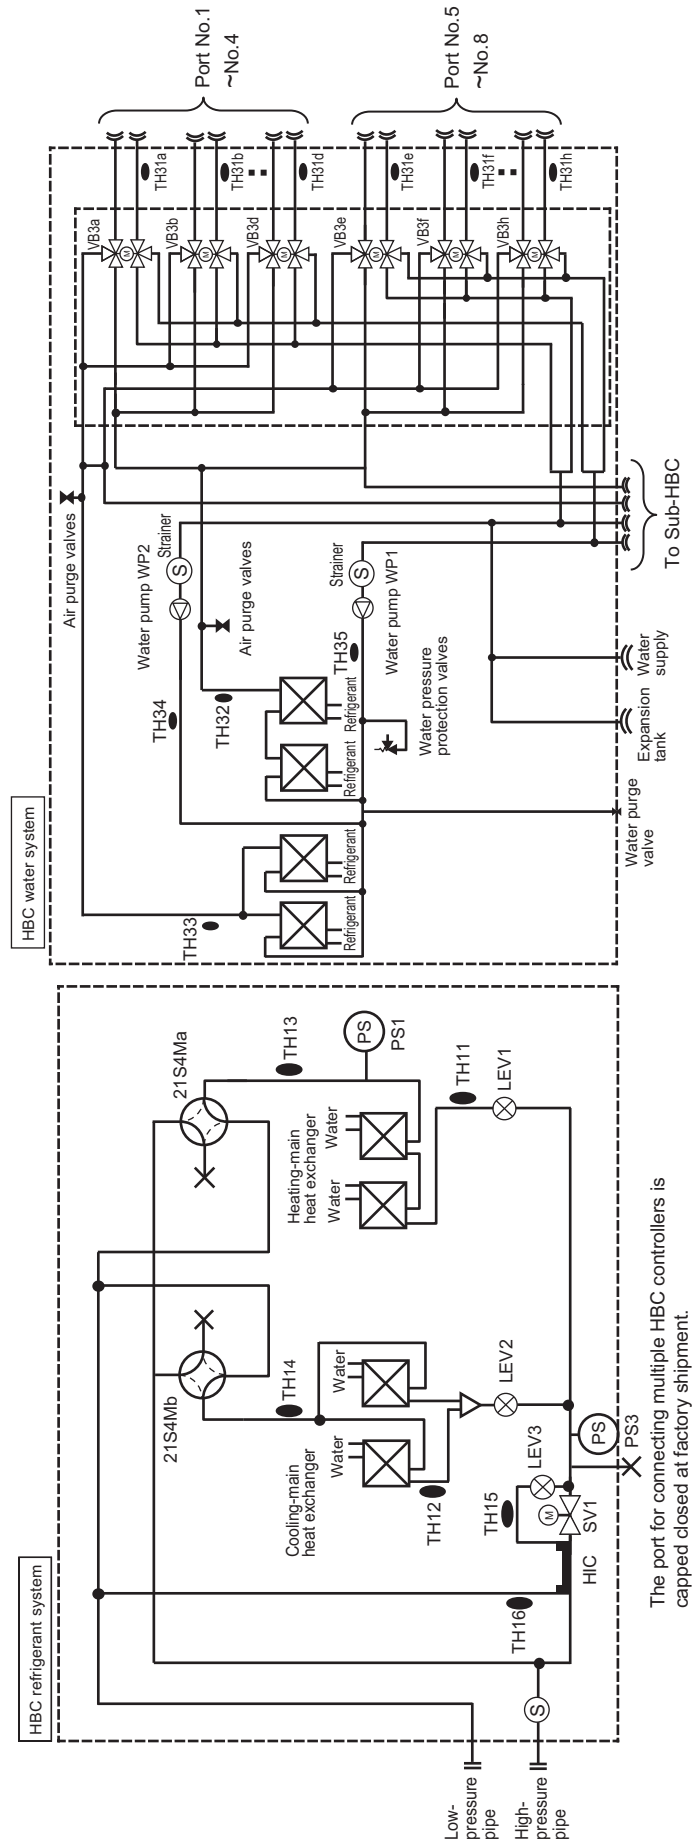 HBC refrigerant system
Low-
pressure
pipe
High-
pressure
pipe
S
21S4Mb
21S4Ma
TH14
TH13
Cooling-main
heat exchanger
Water
Water
Heating-main
heat exchanger
Water
Water
PS
PS1
TH12
TH11
LEV1
LEV2
LEV3
TH15
TH16
M
SV1
HIC
PS
PS3
The port for connecting multiple HBC controllers is
capped closed at factory shipment.
HBC water system
Air purge valves
TH33
TH34
Water pump WP2
Strainer
S
TH32
Air purge valves
Refrigerant
Refrigerant
Refrigerant
Refrigerant
TH35
Water pump WP1
Strainer
S
Water pressure
protection valves
Water purge
valve
Expansion
tank
Water
supply
To Sub-HBC
VB3a
M
VB3b
M
VB3d
M
VB3e
M
VB3f
M
VB3h
M
TH31a
TH31b
TH31d
TH31e
TH31f
TH31h
Port No.1
~No.4
Port No.5
~No.8